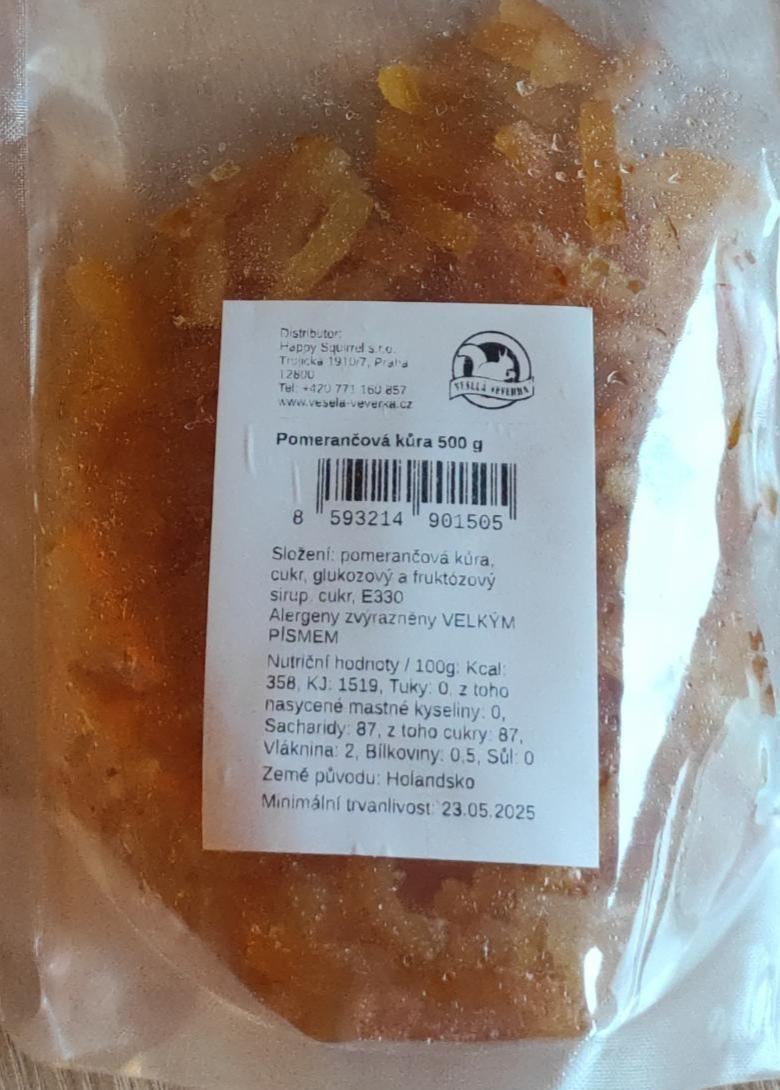 Distributor:
Happy Squirrel s.r.o.
Trojická 1910/7, Praha
12800
Tel: +420 771 160 857
www.vesela-veverka.cz
VESELÁ VEVERKA
Pomerančová kůra 500 g
8 593214 901505
Složení: pomerančová kůra,
cukr, glukozový a fruktózový
sirup, cukr, E330
Alergeny zvýrazněny VELKÝM
PÍSMEM
Nutriční hodnoty / 100g: Kcal:
358, KJ: 1519, Tuky: 0, z toho
nasycené mastné kyseliny: 0,
Sacharidy: 87, z toho cukry: 87,
Vláknina: 2, Bílkoviny: 0,5, Sůl: 0
Země původu: Holandsko
Minimální trvanlivost: 23.05.2025